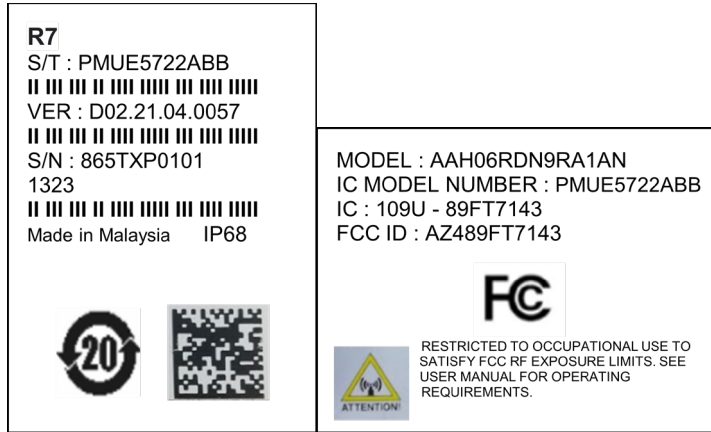 R7
S/T : PMUE5722ABB
VER : D02.21.04.0057
S/N : 865TXP0101
1323
Made in Malaysia IP68
20
MODEL : AAH06RDN9RA1AN
IC MODEL NUMBER : PMUE5722ABB
IC : 109U - 89FT7143
FCC ID : AZ489FT7143
FC
ATTENTION!
RESTRICTED TO OCCUPATIONAL USE TO
SATISFY FCC RF EXPOSURE LIMITS. SEE
USER MANUAL FOR OPERATING
REQUIREMENTS.